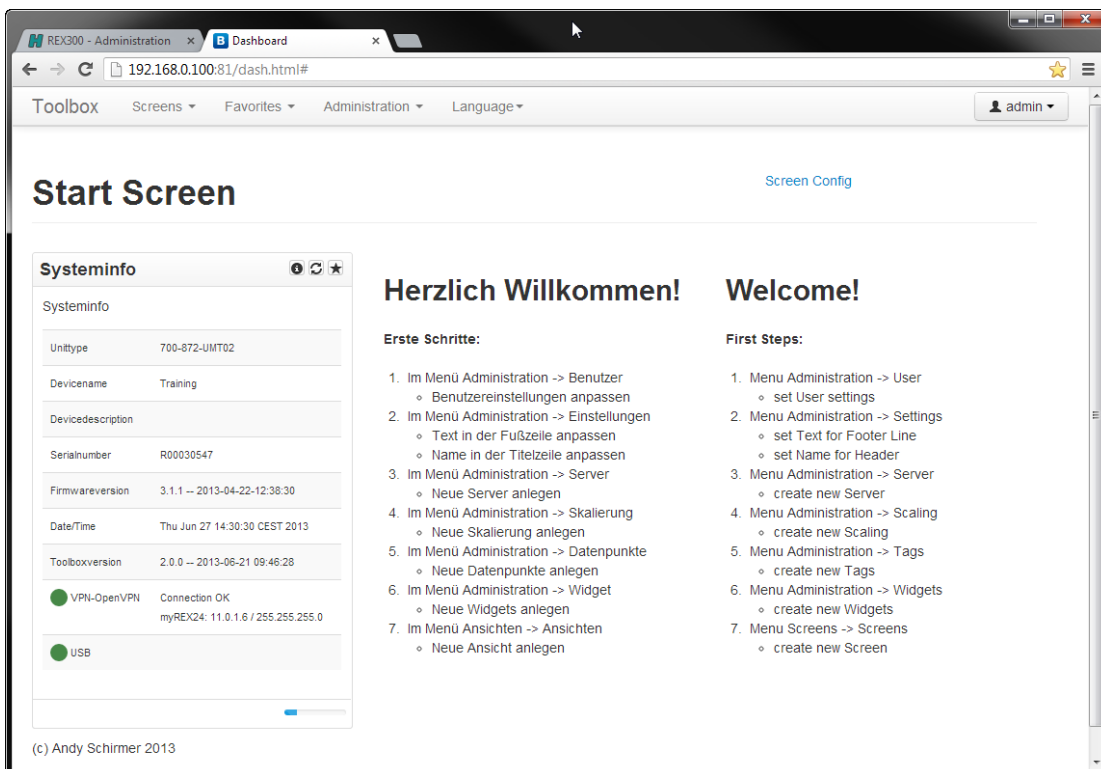 REX300 - Administration
Dashboard
192.168.0.100:81/dash.html#
Toolbox Screens Favorites Administration Language admin
Start Screen
Screen Config
Systeminfo
Systeminfo
Unittype 700-872-UMT02
Devicename Training
Devicedescription
Serialnumber R00030547
Firmwareversion 3.1.1 -- 2013-04-22-12:38:30
Date/Time Thu Jun 27 14:30:30 CEST 2013
Toolboxversion 2.0.0 -- 2013-06-21 09:46:28
VPN-OpenVPN Connection OK
myREX24: 11.0.1.6 / 255.255.255.0
USB
Herzlich Willkommen!
Erste Schritte:
1. Im Menü Administration -> Benutzer
Benutzereinstellungen anpassen
2. Im Menü Administration -> Einstellungen
Text in der Fußzeile anpassen
Name in der Titelzeile anpassen
3. Im Menü Administration -> Server
Neue Server anlegen
4. Im Menü Administration -> Skalierung
Neue Skalierung anlegen
5. Im Menü Administration -> Datenpunkte
Neue Datenpunkte anlegen
6. Im Menü Administration -> Widget
Neue Widgets anlegen
7. Im Menü Ansichten -> Ansichten
Neue Ansicht anlegen
Welcome!
First Steps:
1. Menu Administration -> User
set User settings
2. Menu Administration -> Settings
set Text for Footer Line
set Name for Header
3. Menu Administration -> Server
create new Server
4. Menu Administration -> Scaling
create new Scaling
5. Menu Administration -> Tags
create new Tags
6. Menu Administration -> Widgets
create new Widgets
7. Menu Screens -> Screens
create new Screen
(c) Andy Schirmer 2013